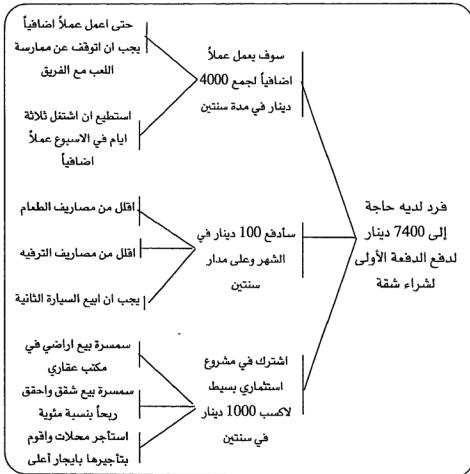 فرد لديه حاجة
إلى 7400 دينار
لدفع الدفعة الأولى
لشراء شقة
سوف يعمل عملاً
اضافياً لجمع 4000
دينار في مدة سنتين
حتى اعمل عملاً اضافياً
يجب ان اتوقف عن ممارسة
اللعب مع الفريق
استطيع ان اشتغل ثلاثة
ايام في الاسبوع عملاً
اضافياً
سأدفع 100 دينار في
الشهر وعلى مدار
سنتين
اقلل من مصاريف الطعام
اقلل من مصاريف الترفيه
يجب ان ابيع السيارة الثانية
اشترك في مشروع
استثماري بسيط
لاكسب 1000 دينار
في سنتين
سمسرة بيع اراضي في
مكتب عقاري
سمسرة بيع شقق واحقق
ربحاً بنسبة مئوية
استأجر محلات واقوم
بتأجيرها بايجار أعلى